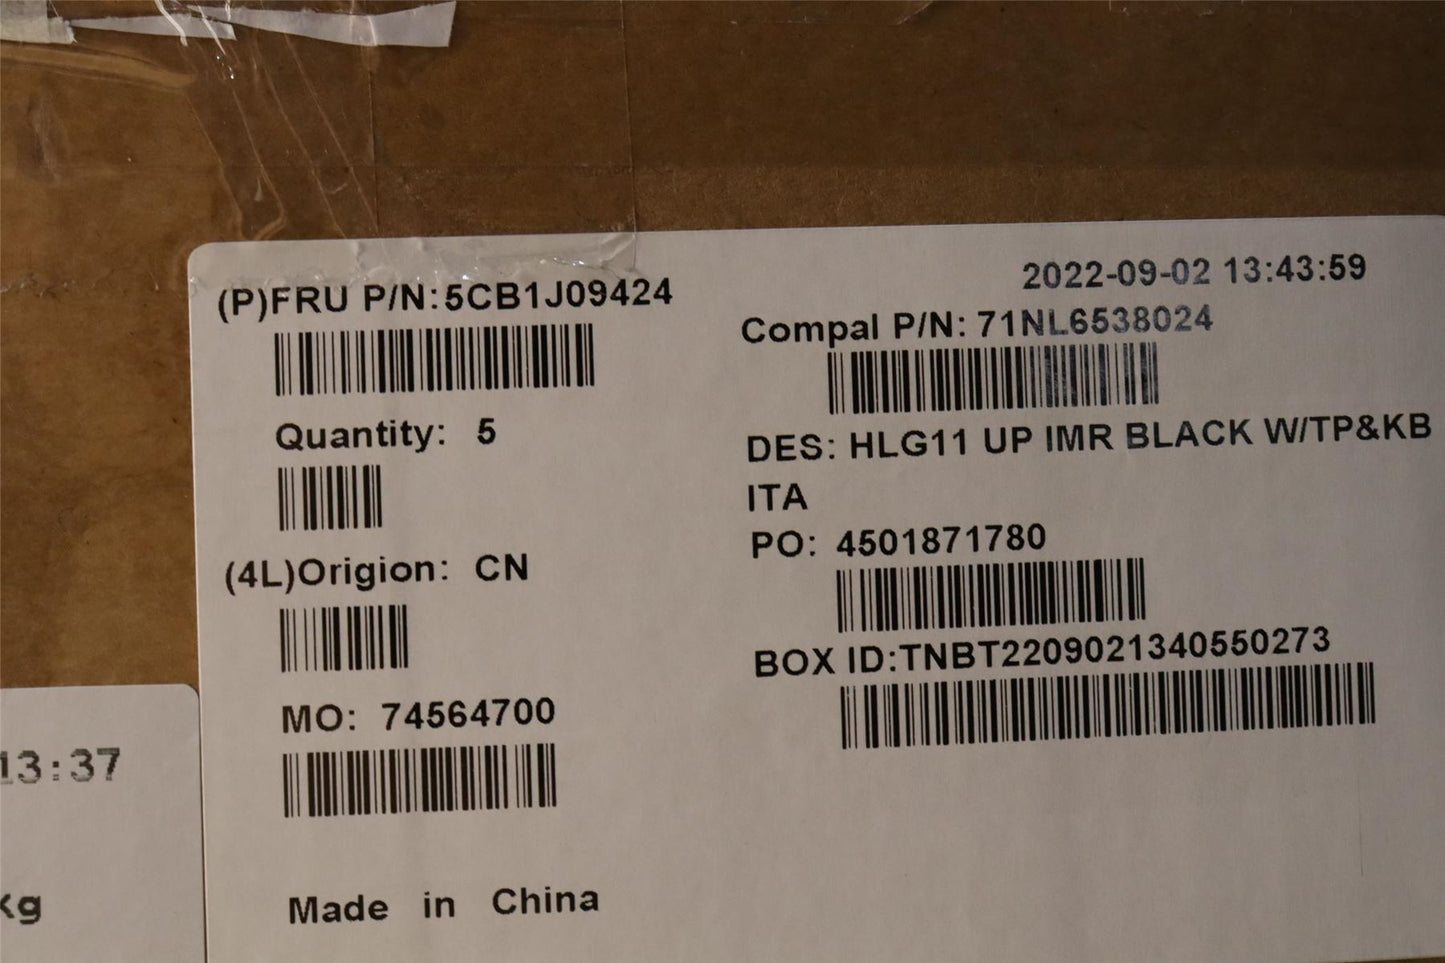 (P)FRU P/N:5CB1J09424
Quantity: 5
(4L)Origion: CN
MO: 74564700
Made in China
2022-09-02 13:43:59
Compal P/N: 71NL6538024
DES: HLG11 UP IMR BLACK W/TP&KB
ITA
PO: 4501871780
BOX ID:TNBT2209021340550273
13:37
kg